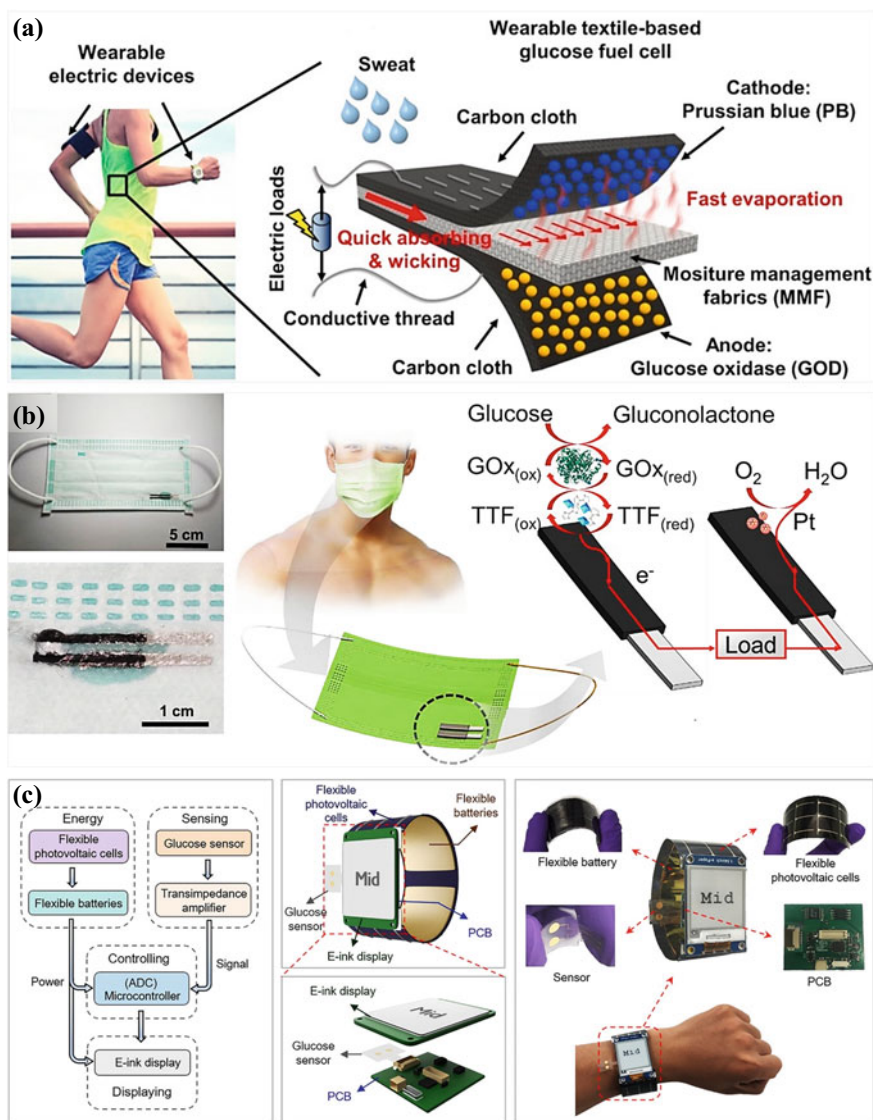 (a)
Wearable
electric devices
Sweat
Wearable textile-based
glucose fuel cell
Cathode:
Prussian blue (PB)
Carbon cloth
Electric loads
Quick absorbing
& wicking
Fast evaporation
Conductive thread
Mositure management
fabrics (MMF)
Carbon cloth
Anode:
Glucose oxidase (GOD)
(b)
5 cm
1 cm
Glucose
Gluconolactone
GOx(ox)
GOx(red)
TTF(ox)
TTF(red)
O2
H2O
Pt
e-
Load
(c)
Energy
Flexible
photovoltaic cells
Flexible batteries
Sensing
Glucose sensor
Transimpedance
amplifier
Power
Signal
Controlling
(ADC)
Microcontroller
E-ink display
Displaying
Flexible
photovoltaic
cells
Flexible
batteries
Mid
Glucose
sensor
PCB
E-ink display
E-ink display
Mid
Glucose
sensor
PCB
Flexible battery
Flexible
photovoltaic cells
Mid
Sensor
PCB
Mid